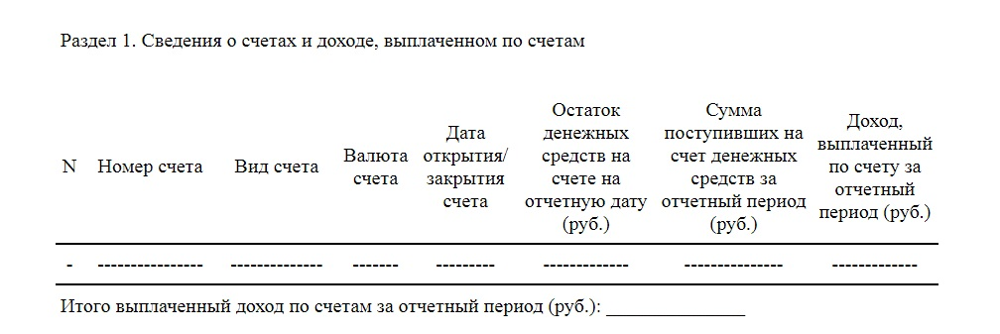 Раздел 1. Сведения о счетах и доходе, выплаченном по счетам
N
Номер счета
Вид счета
Валюта
счета
Дата
открытия/
закрытия
счета
Остаток
денежных
средств на
счете на
отчетную дату
(руб.)
Сумма
поступивших на
счет денежных
средств за
отчетный период
(руб.)
Доход,
выплаченный
по счету за
отчетный
период (руб.)
- ---------------- -------------- ------- --------- ------------- --------------- -------------
Итого выплаченный доход по счетам за отчетный период (руб.): _______________